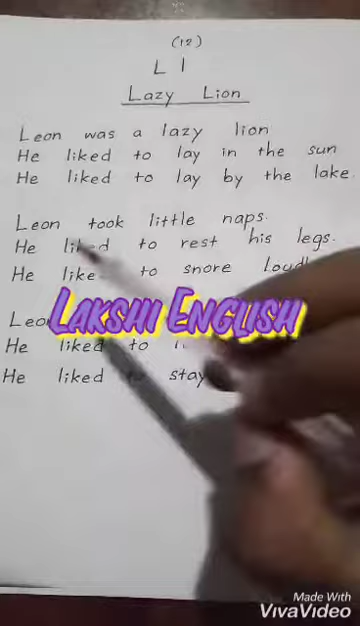 (12)
L l
Lazy Lion
Leon was a lazy lion
He liked to lay in the sun
He liked to lay by the lake.
Leon took little naps.
He liked to rest his legs.
He like to snore
LAKSHI ENGLISH
He liked to
He liked stay
Made With
VivaVideo